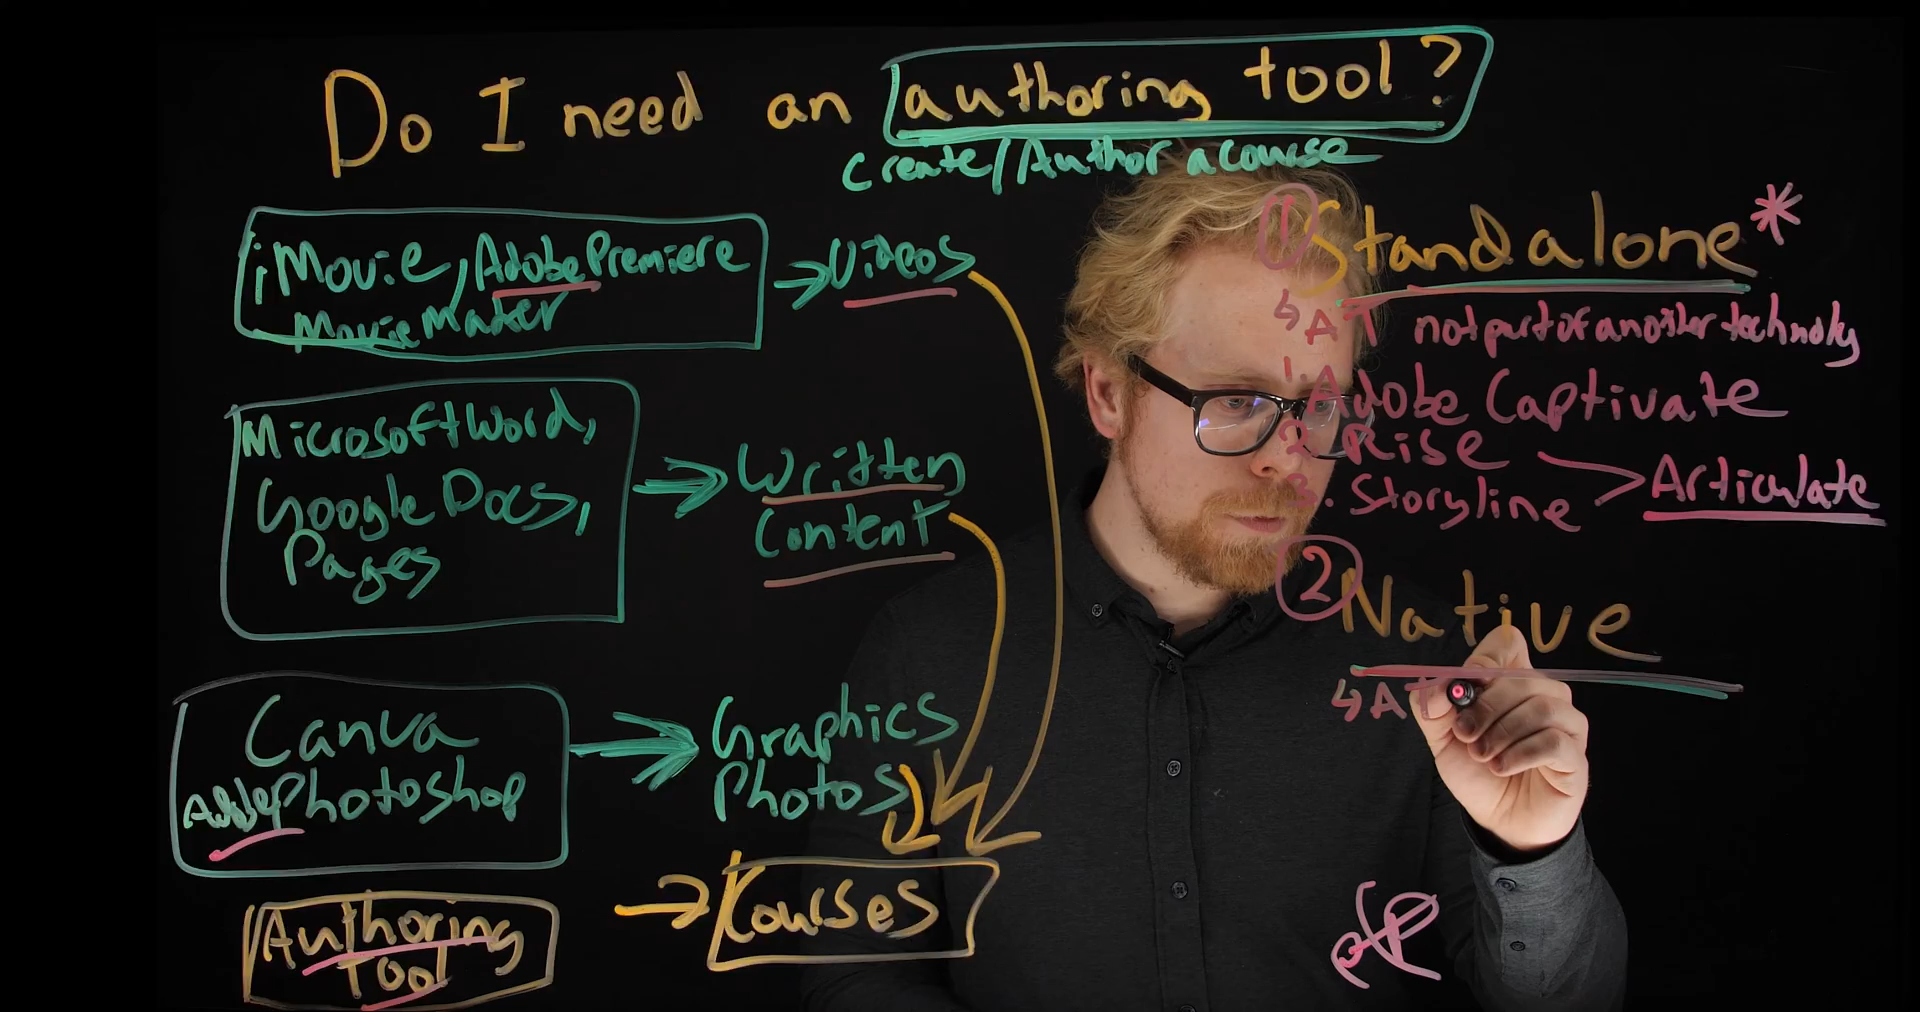 Do I need an authoring tool?
create/Author a course
iMovie, Adobe Premiere
Movie Maker
→ Videos
Microsoft Word,
Google Docs,
Pages
→ Written
Content
Canva
Adobe Photoshop
→ Graphics
Photos
Authoring
Tool
→ Courses
① Standalone *
↳ AT not part of another technology
1. Adobe Captivate
2. Rise
3. Storyline
> Articulate
② Native
↳ AT